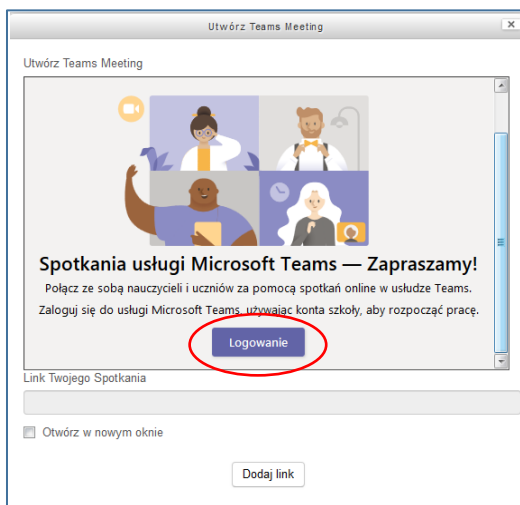 Utwórz Teams Meeting
Utwórz Teams Meeting
Spotkania usługi Microsoft Teams — Zapraszamy!
Połącz ze sobą nauczycieli i uczniów za pomocą spotkań online w usłudze Teams.
Zaloguj się do usługi Microsoft Teams, używając konta szkoły, aby rozpocząć pracę.
Logowanie
Link Twojego Spotkania
Otwórz w nowym oknie
Dodaj link